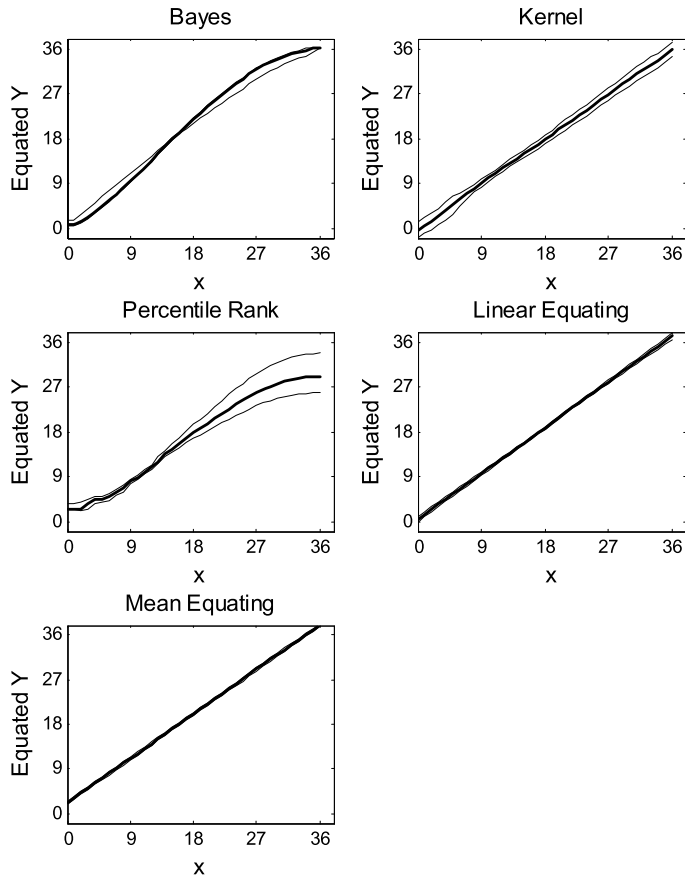 Bayes
Equated Y
36
27
18
9
0
0 9 18 27 36
x
Kernel
Equated Y
36
27
18
9
0
0 9 18 27 36
x
Percentile Rank
Equated Y
36
27
18
9
0
0 9 18 27 36
x
Linear Equating
Equated Y
36
27
18
9
0
0 9 18 27 36
x
Mean Equating
Equated Y
36
27
18
9
0
0 9 18 27 36
x